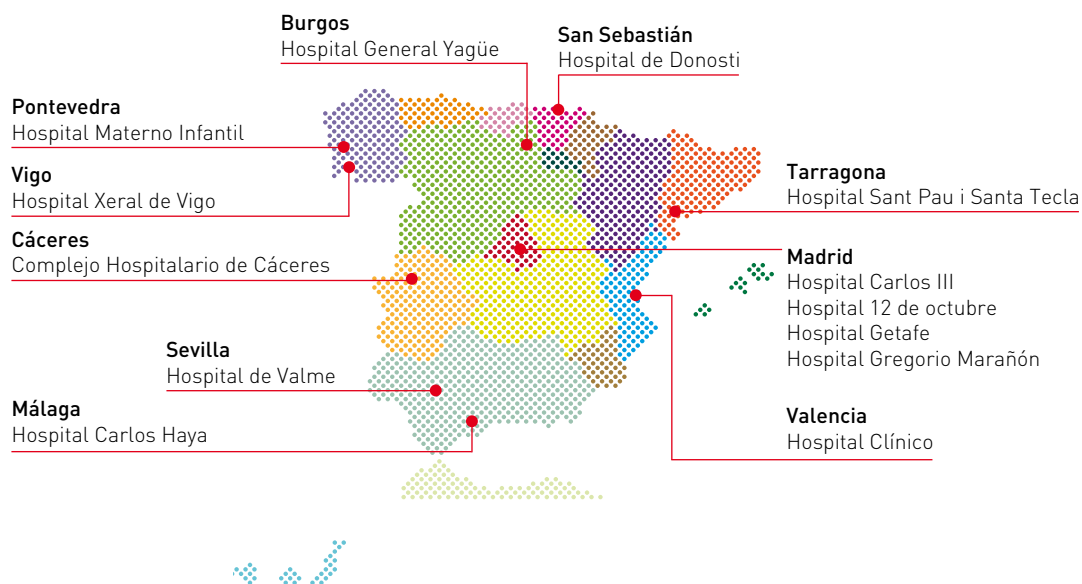 Burgos
Hospital General Yagüe
San Sebastián
Hospital de Donosti
Pontevedra
Hospital Materno Infantil
Vigo
Hospital Xeral de Vigo
Tarragona
Hospital Sant Pau i Santa Tecla
Cáceres
Complejo Hospitalario de Cáceres
Madrid
Hospital Carlos III
Hospital 12 de octubre
Hospital Getafe
Hospital Gregorio Marañón
Sevilla
Hospital de Valme
Málaga
Hospital Carlos Haya
Valencia
Hospital Clínico